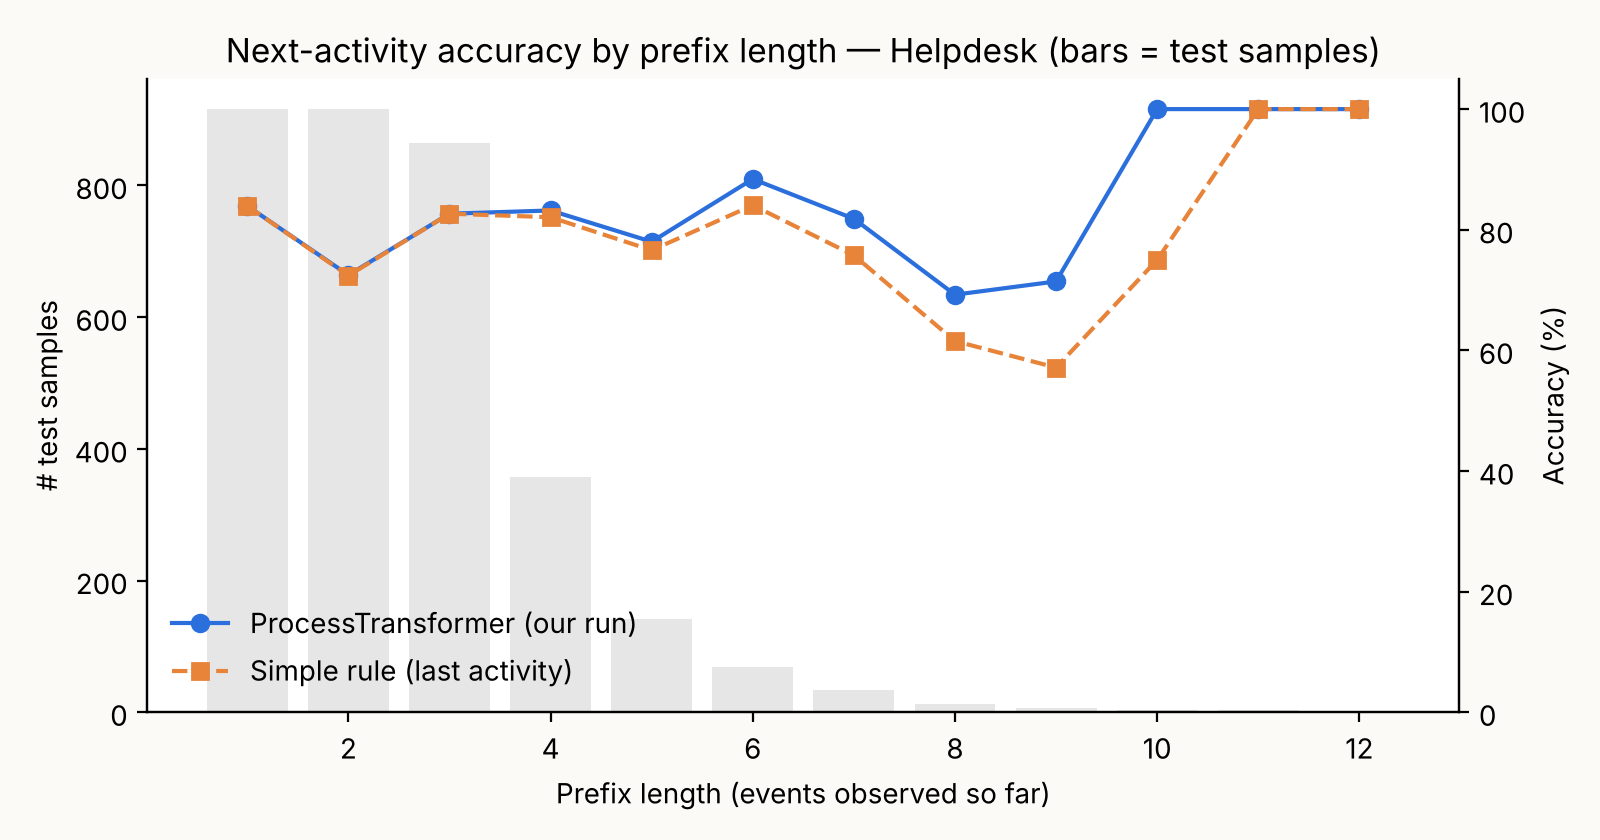 Next-activity accuracy by prefix length — Helpdesk (bars = test samples)
# test samples
800
600
400
200
0
100
80
60
40
20
0
Accuracy (%)
ProcessTransformer (our run)
Simple rule (last activity)
2 4 6 8 10 12
Prefix length (events observed so far)